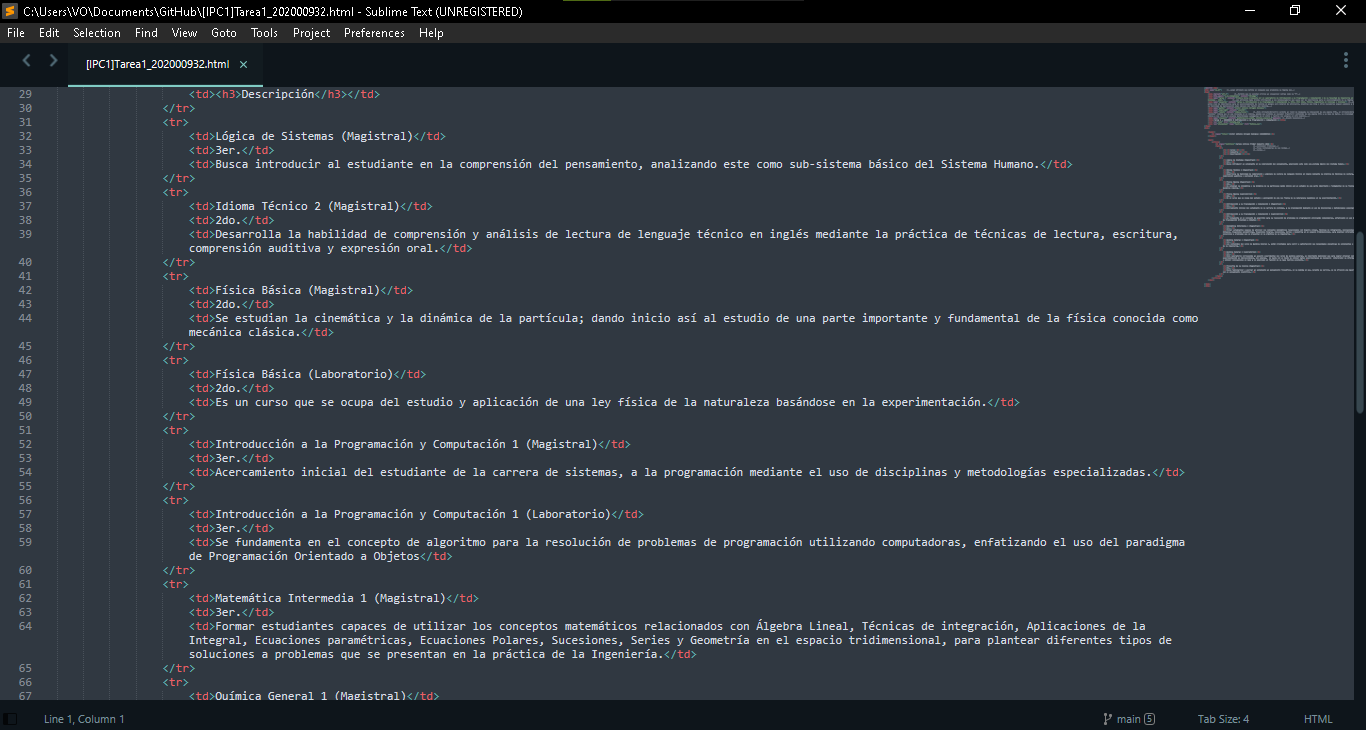 C:\Users\VO\Documents\GitHub\[IPC1]Tarea1_202000932.html - Sublime Text (UNREGISTERED)
File Edit Selection Find View Goto Tools Project Preferences Help
[IPC1]Tarea1_202000932.html ×
29 <td><h3>Descripción</h3></td>
30 </tr>
31 <tr>
32 <td>Lógica de Sistemas (Magistral)</td>
33 <td>3er.</td>
34 <td>Busca introducir al estudiante en la comprensión del pensamiento, analizando este como sub-sistema básico del Sistema Humano.</td>
35 </tr>
36 <tr>
37 <td>Idioma Técnico 2 (Magistral)</td>
38 <td>2do.</td>
39 <td>Desarrolla la habilidad de comprensión y análisis de lectura de lenguaje técnico en inglés mediante la práctica de técnicas de lectura, escritura,
comprensión auditiva y expresión oral.</td>
40 </tr>
41 <tr>
42 <td>Física Básica (Magistral)</td>
43 <td>2do.</td>
44 <td>Se estudian la cinemática y la dinámica de la partícula; dando inicio así al estudio de una parte importante y fundamental de la física conocida como
mecánica clásica.</td>
45 </tr>
46 <tr>
47 <td>Física Básica (Laboratorio)</td>
48 <td>2do.</td>
49 <td>Es un curso que se ocupa del estudio y aplicación de una ley física de la naturaleza basándose en la experimentación.</td>
50 </tr>
51 <tr>
52 <td>Introducción a la Programación y Computación 1 (Magistral)</td>
53 <td>3er.</td>
54 <td>Acercamiento inicial del estudiante de la carrera de sistemas, a la programación mediante el uso de disciplinas y metodologías especializadas.</td>
55 </tr>
56 <tr>
57 <td>Introducción a la Programación y Computación 1 (Laboratorio)</td>
58 <td>3er.</td>
59 <td>Se fundamenta en el concepto de algoritmo para la resolución de problemas de programación utilizando computadoras, enfatizando el uso del paradigma
de Programación Orientado a Objetos</td>
60 </tr>
61 <tr>
62 <td>Matemática Intermedia 1 (Magistral)</td>
63 <td>3er.</td>
64 <td>Formar estudiantes capaces de utilizar los conceptos matemáticos relacionados con Álgebra Lineal, Técnicas de integración, Aplicaciones de la
Integral, Ecuaciones paramétricas, Ecuaciones Polares, Sucesiones, Series y Geometría en el espacio tridimensional, para plantear diferentes tipos de
soluciones a problemas que se presentan en la práctica de la Ingeniería.</td>
65 </tr>
66 <tr>
67 <td>Química General 1 (Magistral)</td>
Line 1, Column 1 main 5 Tab Size: 4 HTML